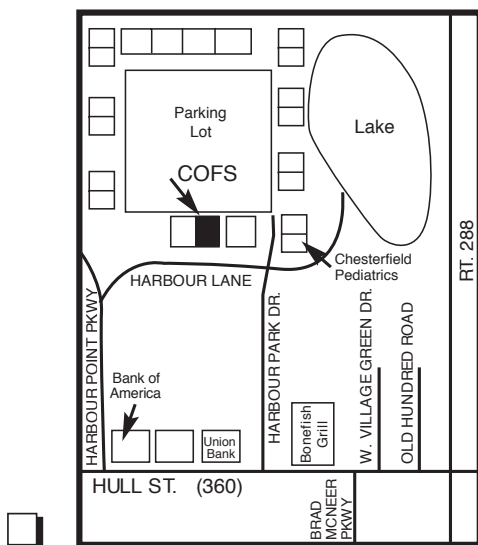 Parking
Lot
Lake
COFS
Chesterfield
Pediatrics
HARBOUR LANE
RT. 288
HARBOUR POINT PKWY
HARBOUR PARK DR.
W. VILLAGE GREEN DR.
OLD HUNDRED ROAD
Bank of
America
Union
Bank
Bonefish
Grill
HULL ST. (360)
BRAD
MCNEER
PKWY